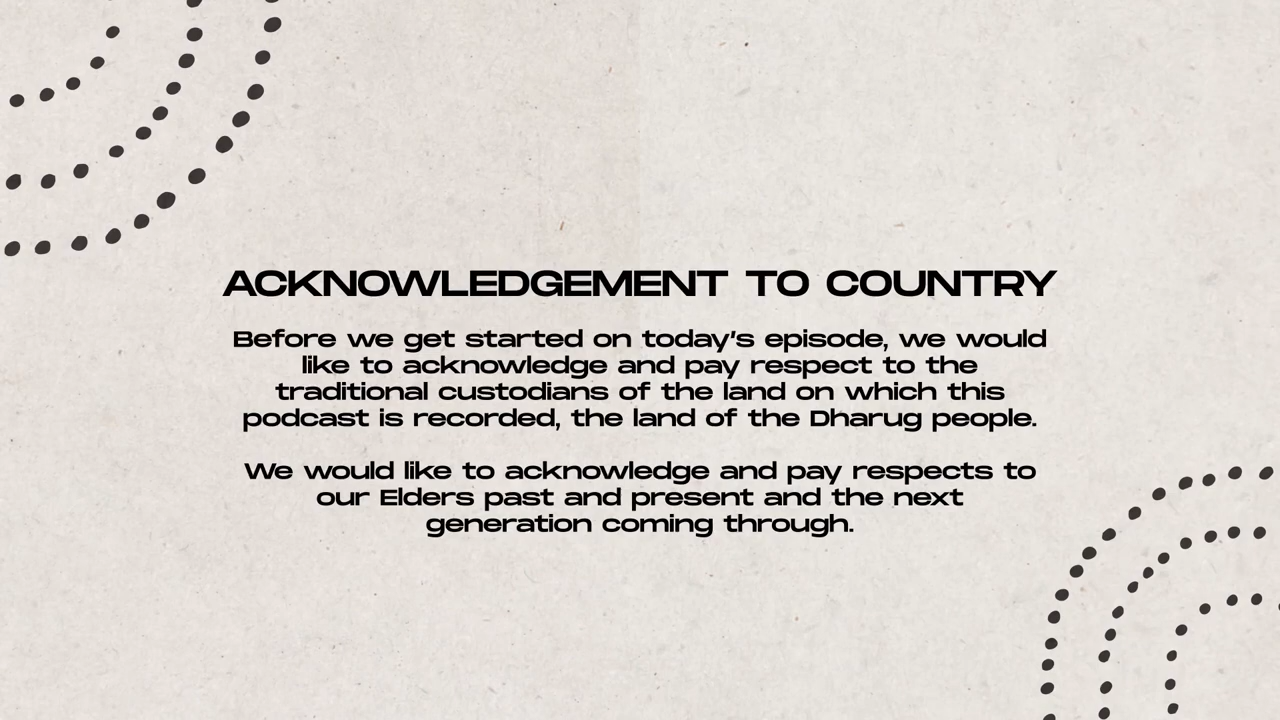 ACKNOWLEDGEMENT TO COUNTRY
Before we get started on today's episode, we would
like to acknowledge and pay respect to the
traditional custodians of the land on which this
podcast is recorded, the land of the Dharug people.
We would like to acknowledge and pay respects to
our Elders past and present and the next
generation coming through.